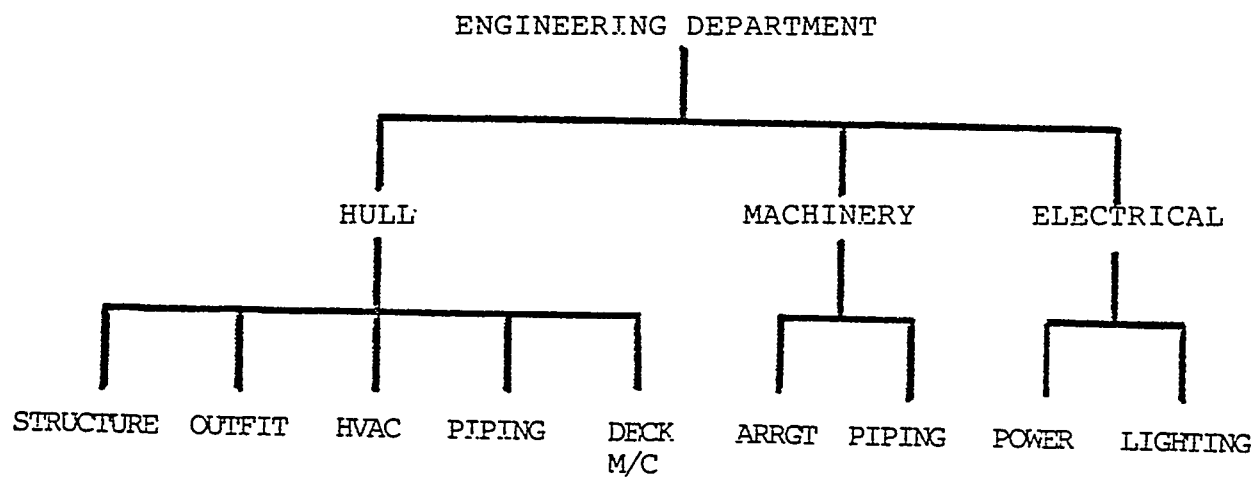 ENGINEERING DEPARTMENT
HULL
MACHINERY
ELECTRICAL
STRUCTURE
OUTFIT
HVAC
PIPING
DECK
M/C
ARRGT
PIPING
POWER
LIGHTING